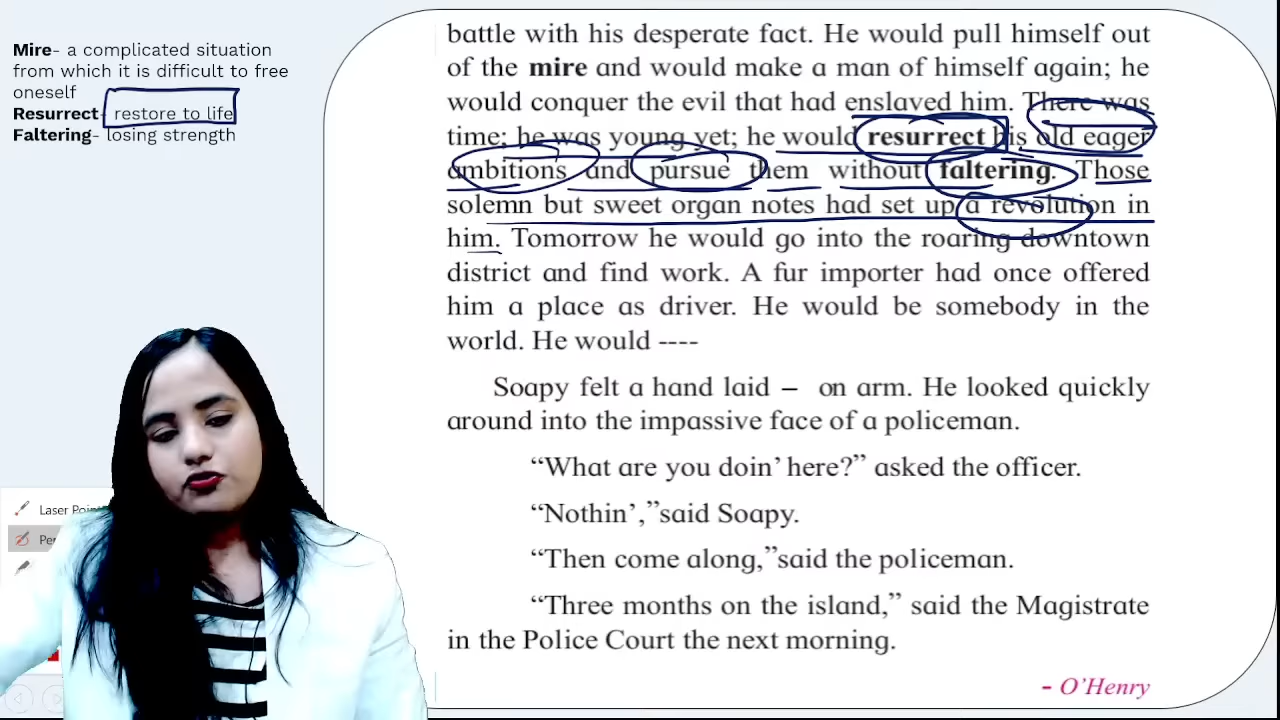 Mire- a complicated situation
from which it is difficult to free
oneself
Resurrect- restore to life
Faltering- losing strength
battle with his desperate fact. He would pull himself out
of the mire and would make a man of himself again; he
would conquer the evil that had enslaved him. There was
time; he was young yet; he would resurrect his old eager
ambitions and pursue them without faltering. Those
solemn but sweet organ notes had set up a revolution in
him. Tomorrow he would go into the roaring downtown
district and find work. A fur importer had once offered
him a place as driver. He would be somebody in the
world. He would ----
Soapy felt a hand laid – on arm. He looked quickly
around into the impassive face of a policeman.
“What are you doin’ here?” asked the officer.
“Nothin’,”said Soapy.
“Then come along,”said the policeman.
“Three months on the island,” said the Magistrate
in the Police Court the next morning.
- O’Henry
Laser